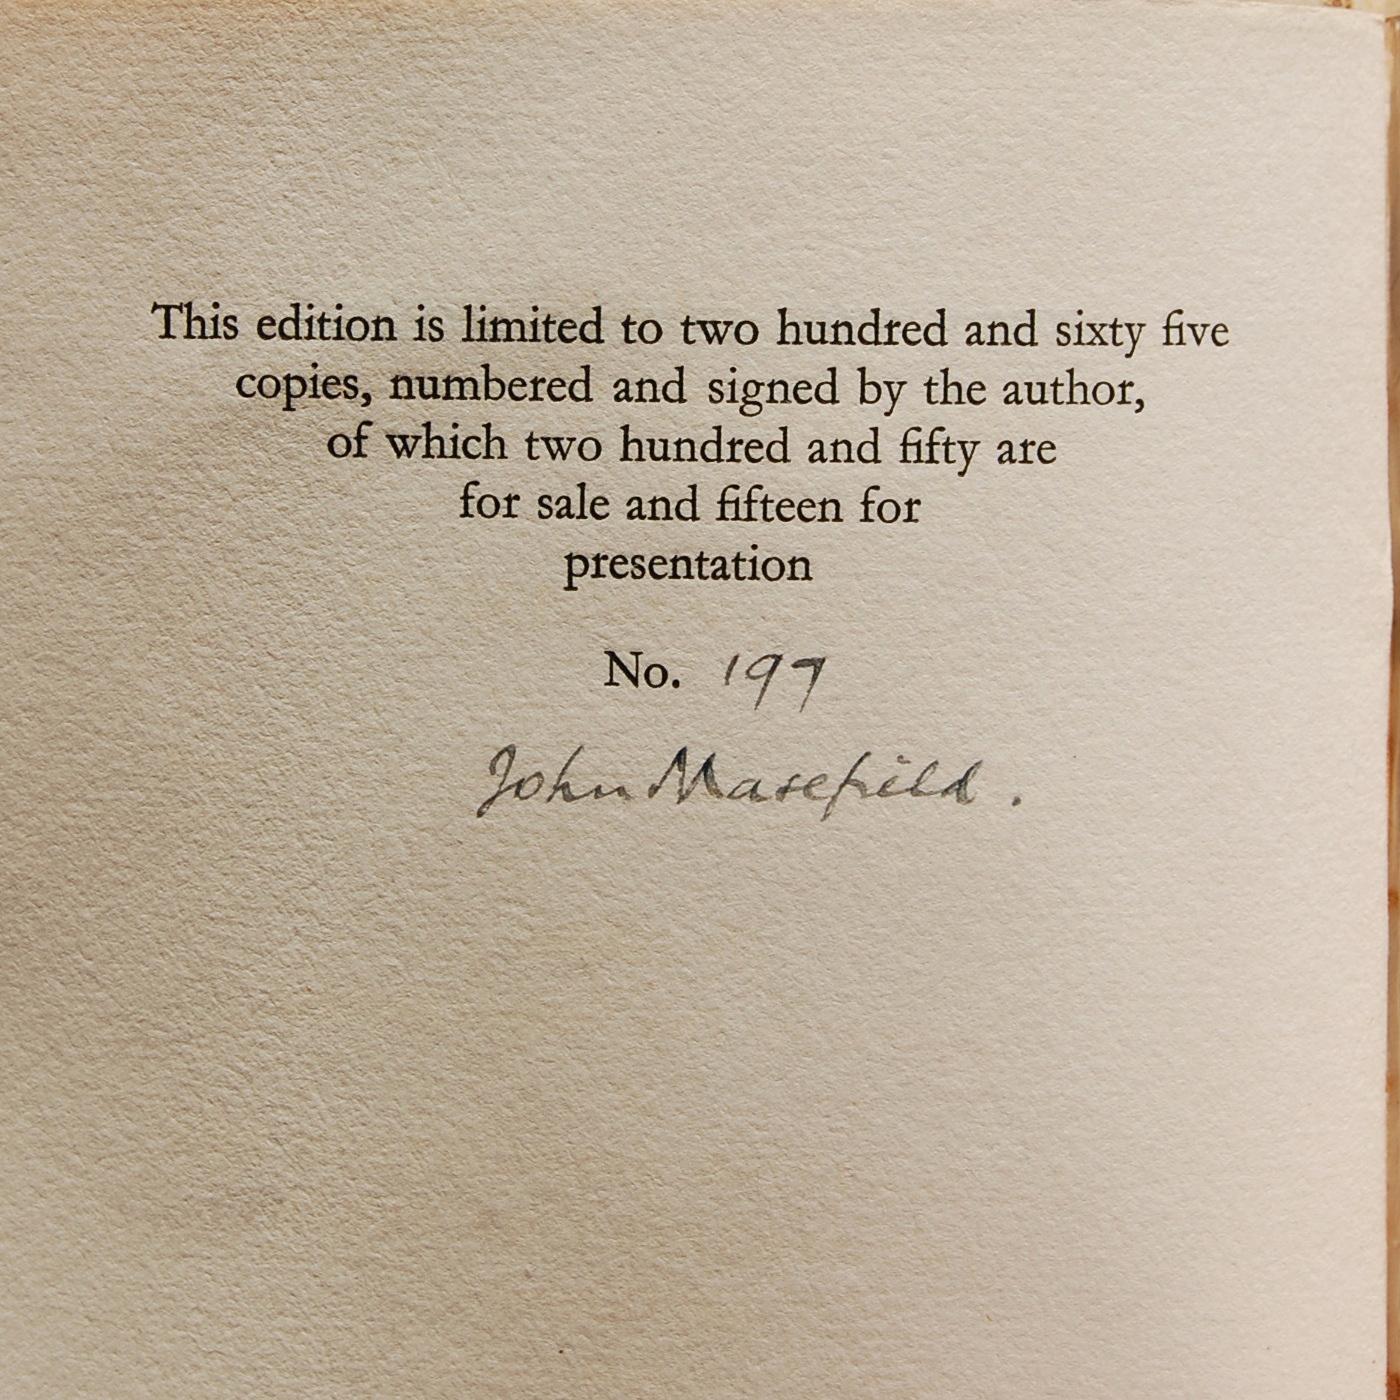 This edition is limited to two hundred and sixty five
copies, numbered and signed by the author,
of which two hundred and fifty are
for sale and fifteen for
presentation
No. 197
John Masefield.